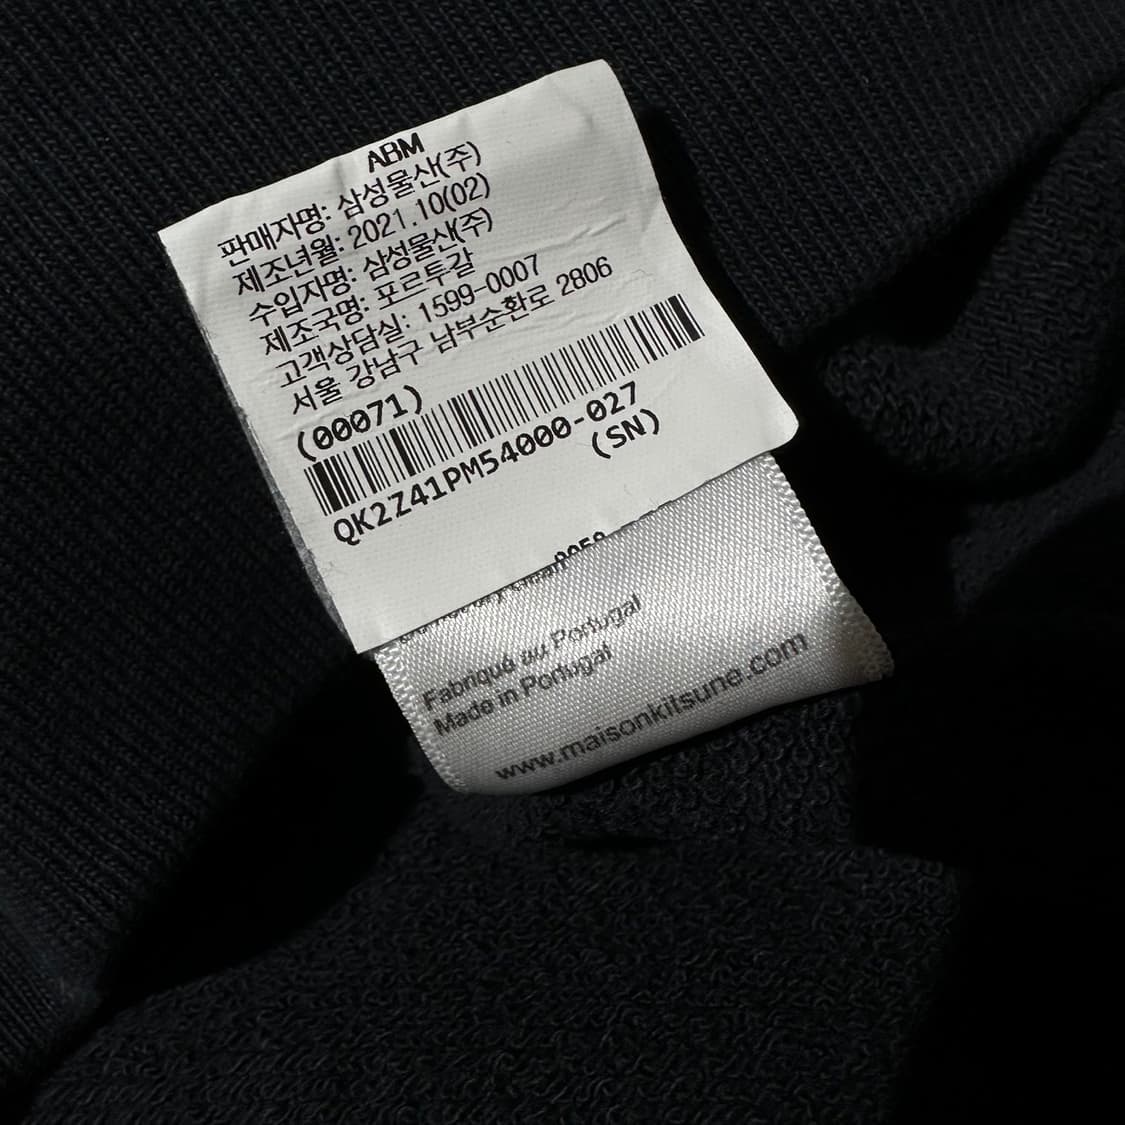 ABM
판매자명: 삼성물산(주)
제조년월: 2021.10(02)
수입자명: 삼성물산(주)
제조국명: 포르투갈
고객상담실: 1599-0007
서울 강남구 남부순환로 2806
(00071)
QK2Z41PM54000-027
(SN)
Fabriqué au Portugal
Made in Portugal
www.maisonkitsune.com